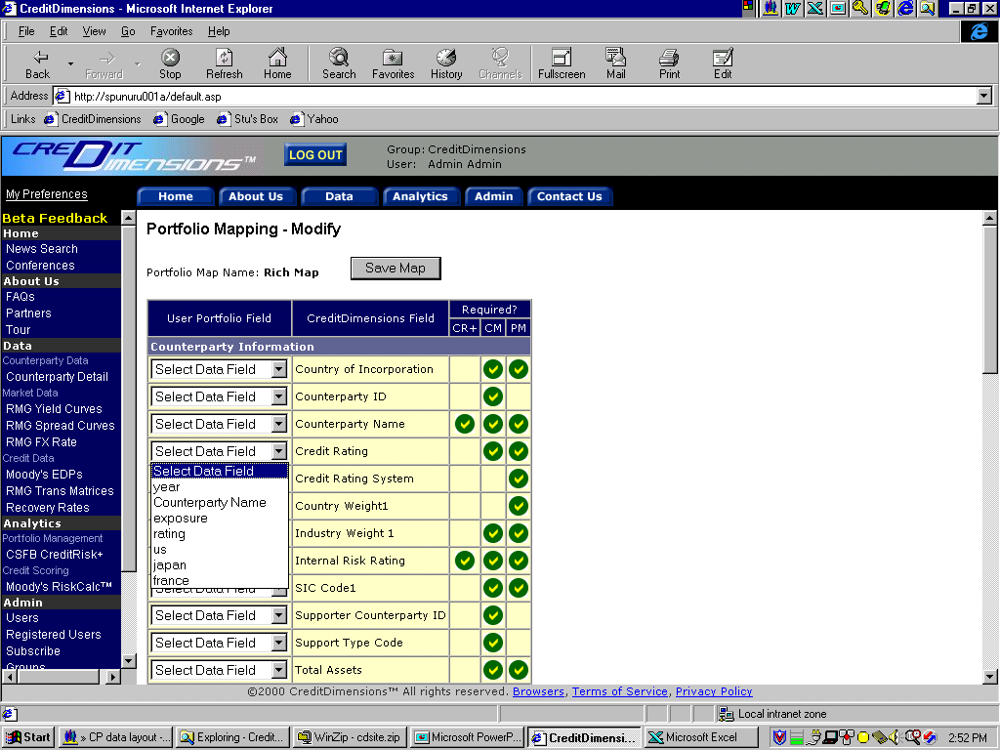 CreditDimensions - Microsoft Internet Explorer
File Edit View Go Favorites Help
Back Forward Stop Refresh Home Search Favorites History Channels Fullscreen Mail Print Edit
Address http://spunuru001a/default.asp
Links CreditDimensions Google Stu's Box Yahoo
CREDIT DIMENSIONS™
LOG OUT
Group: CreditDimensions
User: Admin Admin
My Preferences
Home About Us Data Analytics Admin Contact Us
Beta Feedback
Home
News Search
Conferences
About Us
FAQs
Partners
Tour
Data
Counterparty Data
Counterparty Detail
Market Data
RMG Yield Curves
RMG Spread Curves
RMG FX Rate
Credit Data
Moody's EDPs
RMG Trans Matrices
Recovery Rates
Analytics
Portfolio Management
CSFB CreditRisk+
Credit Scoring
Moody's RiskCalc™
Admin
Users
Registered Users
Subscribe
Groups
Portfolio Mapping - Modify
Portfolio Map Name: Rich Map Save Map
User Portfolio Field CreditDimensions Field Required?
CR+ CM PM
Counterparty Information
Select Data Field Country of Incorporation
Select Data Field Counterparty ID
Select Data Field Counterparty Name
Select Data Field Credit Rating
Select Data Field
year
Counterparty Name
exposure
rating
us
japan
france
Credit Rating System
Country Weight1
Industry Weight 1
Internal Risk Rating
Select Data Field SIC Code1
Select Data Field Supporter Counterparty ID
Select Data Field Support Type Code
Select Data Field Total Assets
©2000 CreditDimensions™ All rights reserved. Browsers, Terms of Service, Privacy Policy
Local intranet zone
Start » CP data layout -... Exploring - Credit... WinZip - cdsite.zip Microsoft PowerP... CreditDimensi... Microsoft Excel 2:52 PM